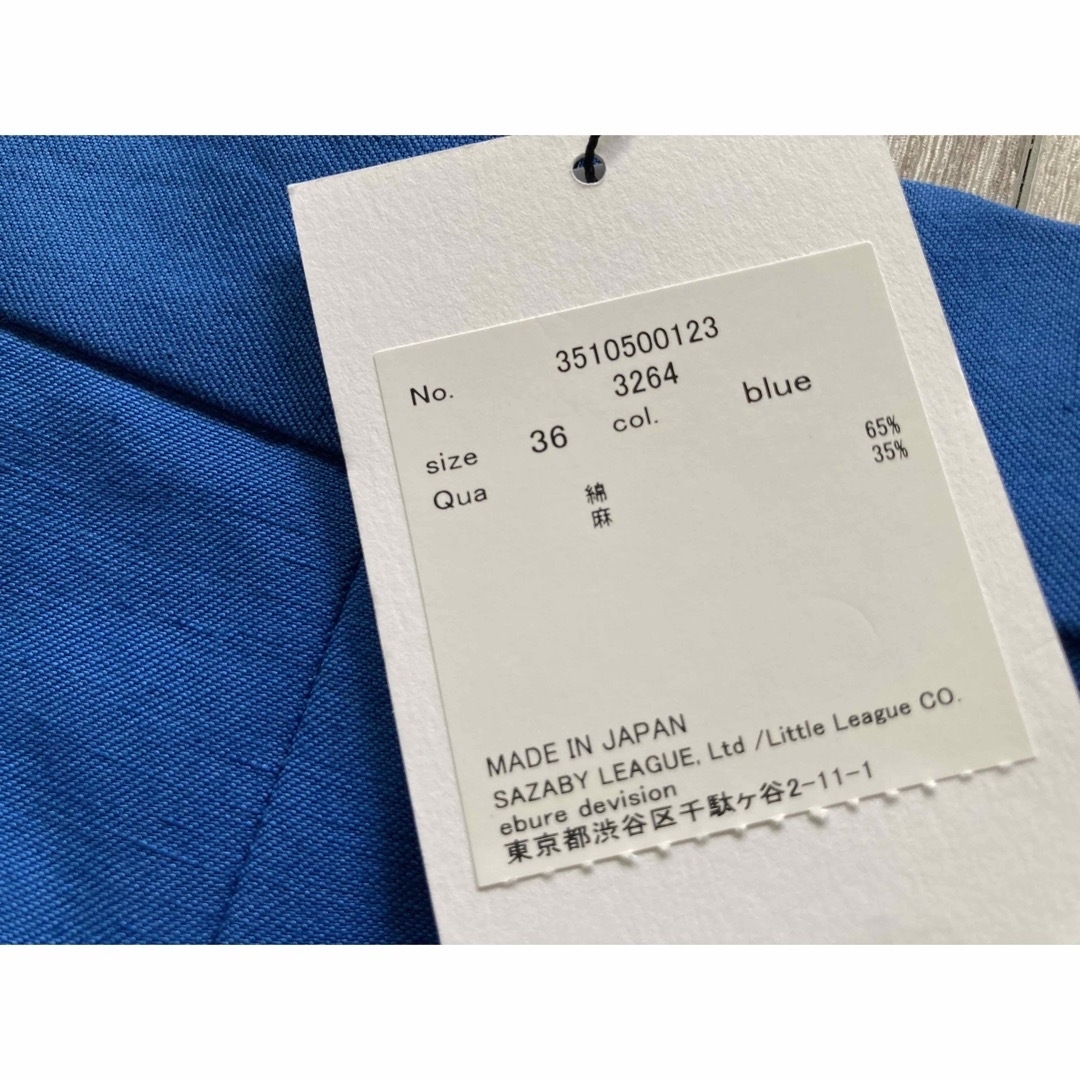 No. 3510500123
3264
size 36 col. blue
Qua 綿 65%
麻 35%
MADE IN JAPAN
SAZABY LEAGUE, Ltd /Little League CO.
ebure devision
東京都渋谷区千駄ケ谷2-11-1